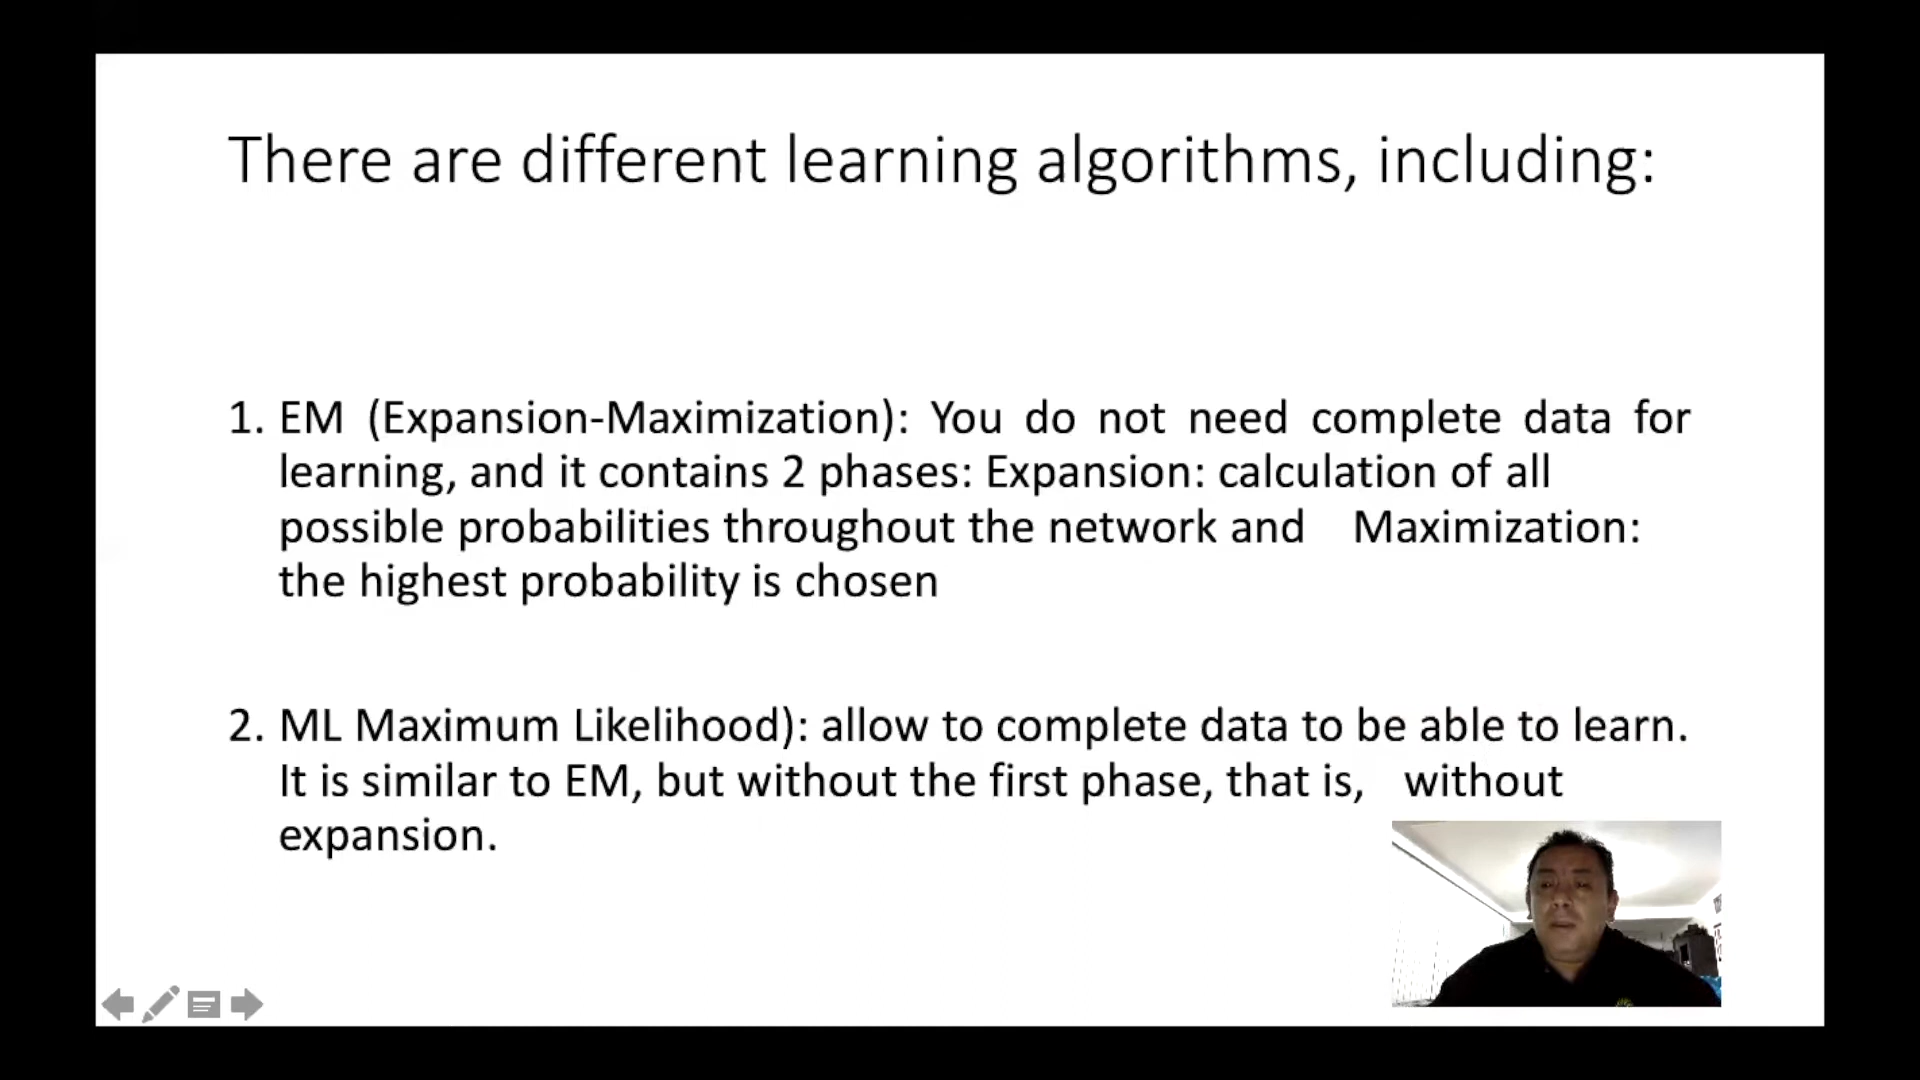 There are different learning algorithms, including:
1. EM (Expansion-Maximization): You do not need complete data for
learning, and it contains 2 phases: Expansion: calculation of all
possible probabilities throughout the network and Maximization:
the highest probability is chosen
2. ML Maximum Likelihood): allow to complete data to be able to learn.
It is similar to EM, but without the first phase, that is, without
expansion.